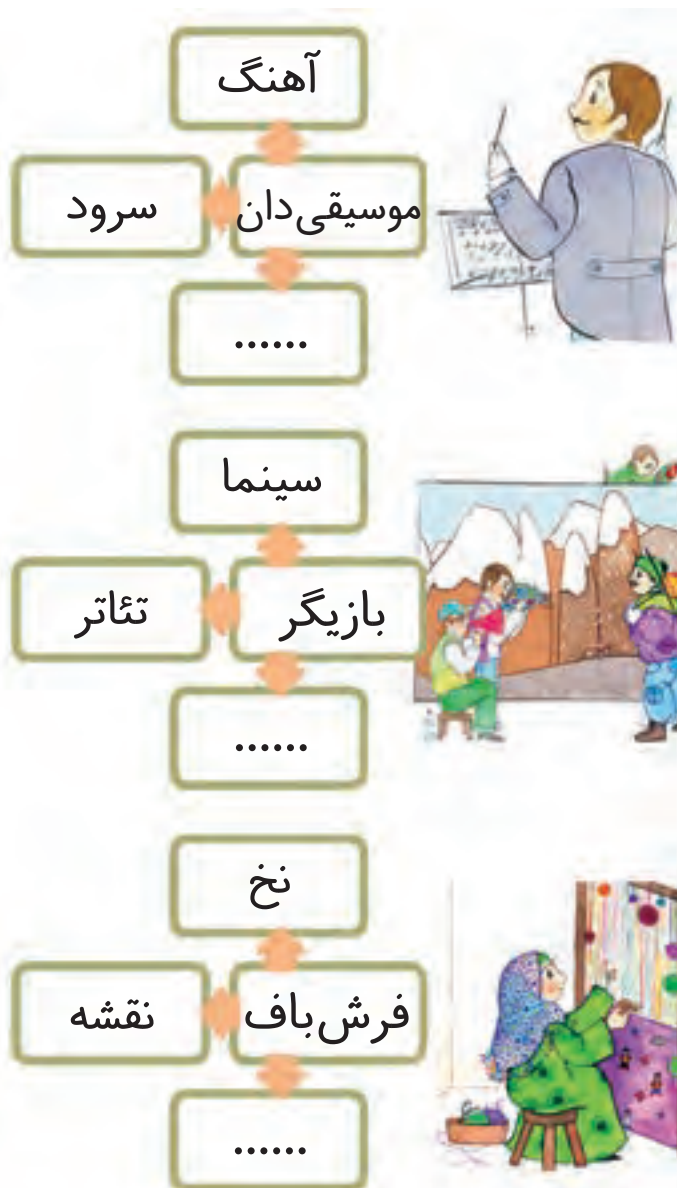 آهنگ
موسیقی‌دان
سرود
......
سینما
بازیگر
تئاتر
......
نخ
فرش‌باف
نقشه
......